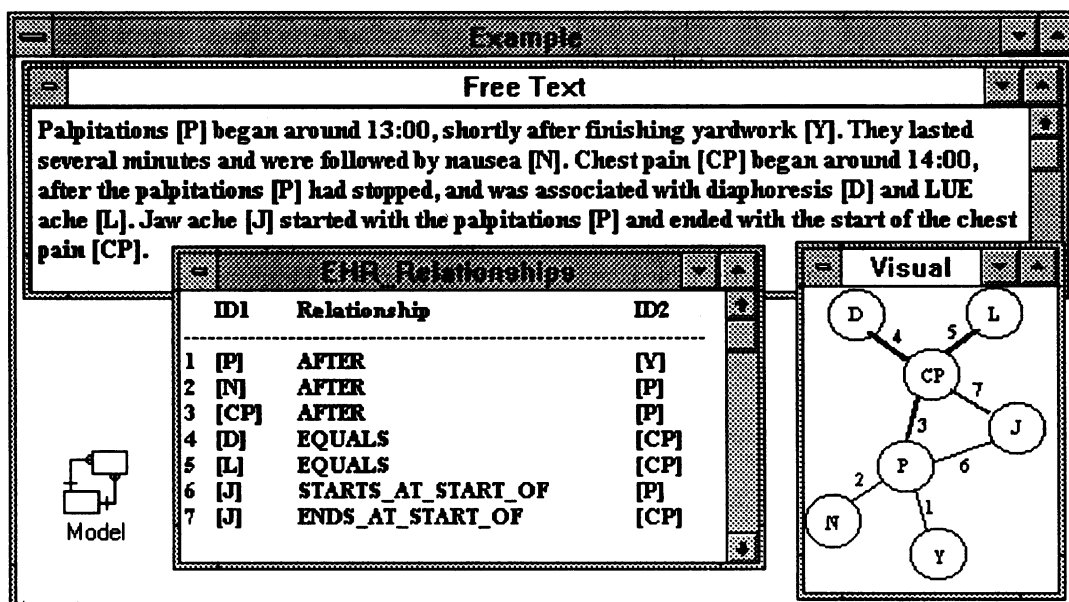 Example
Free Text
Palpitations [P] began around 13:00, shortly after finishing yardwork [Y]. They lasted
several minutes and were followed by nausea [N]. Chest pain [CP] began around 14:00,
after the palpitations [P] had stopped, and was associated with diaphoresis [D] and LUE
ache [L]. Jaw ache [J] started with the palpitations [P] and ended with the start of the chest
pain [CP].
EHR_Relationships
ID1 Relationship ID2
1 [P] AFTER [Y]
2 [N] AFTER [P]
3 [CP] AFTER [P]
4 [D] EQUALS [CP]
5 [L] EQUALS [CP]
6 [J] STARTS_AT_START_OF [P]
7 [J] ENDS_AT_START_OF [CP]
Model
Visual
D L
4 5
CP
7
3 J
P 6
2
N 1
Y